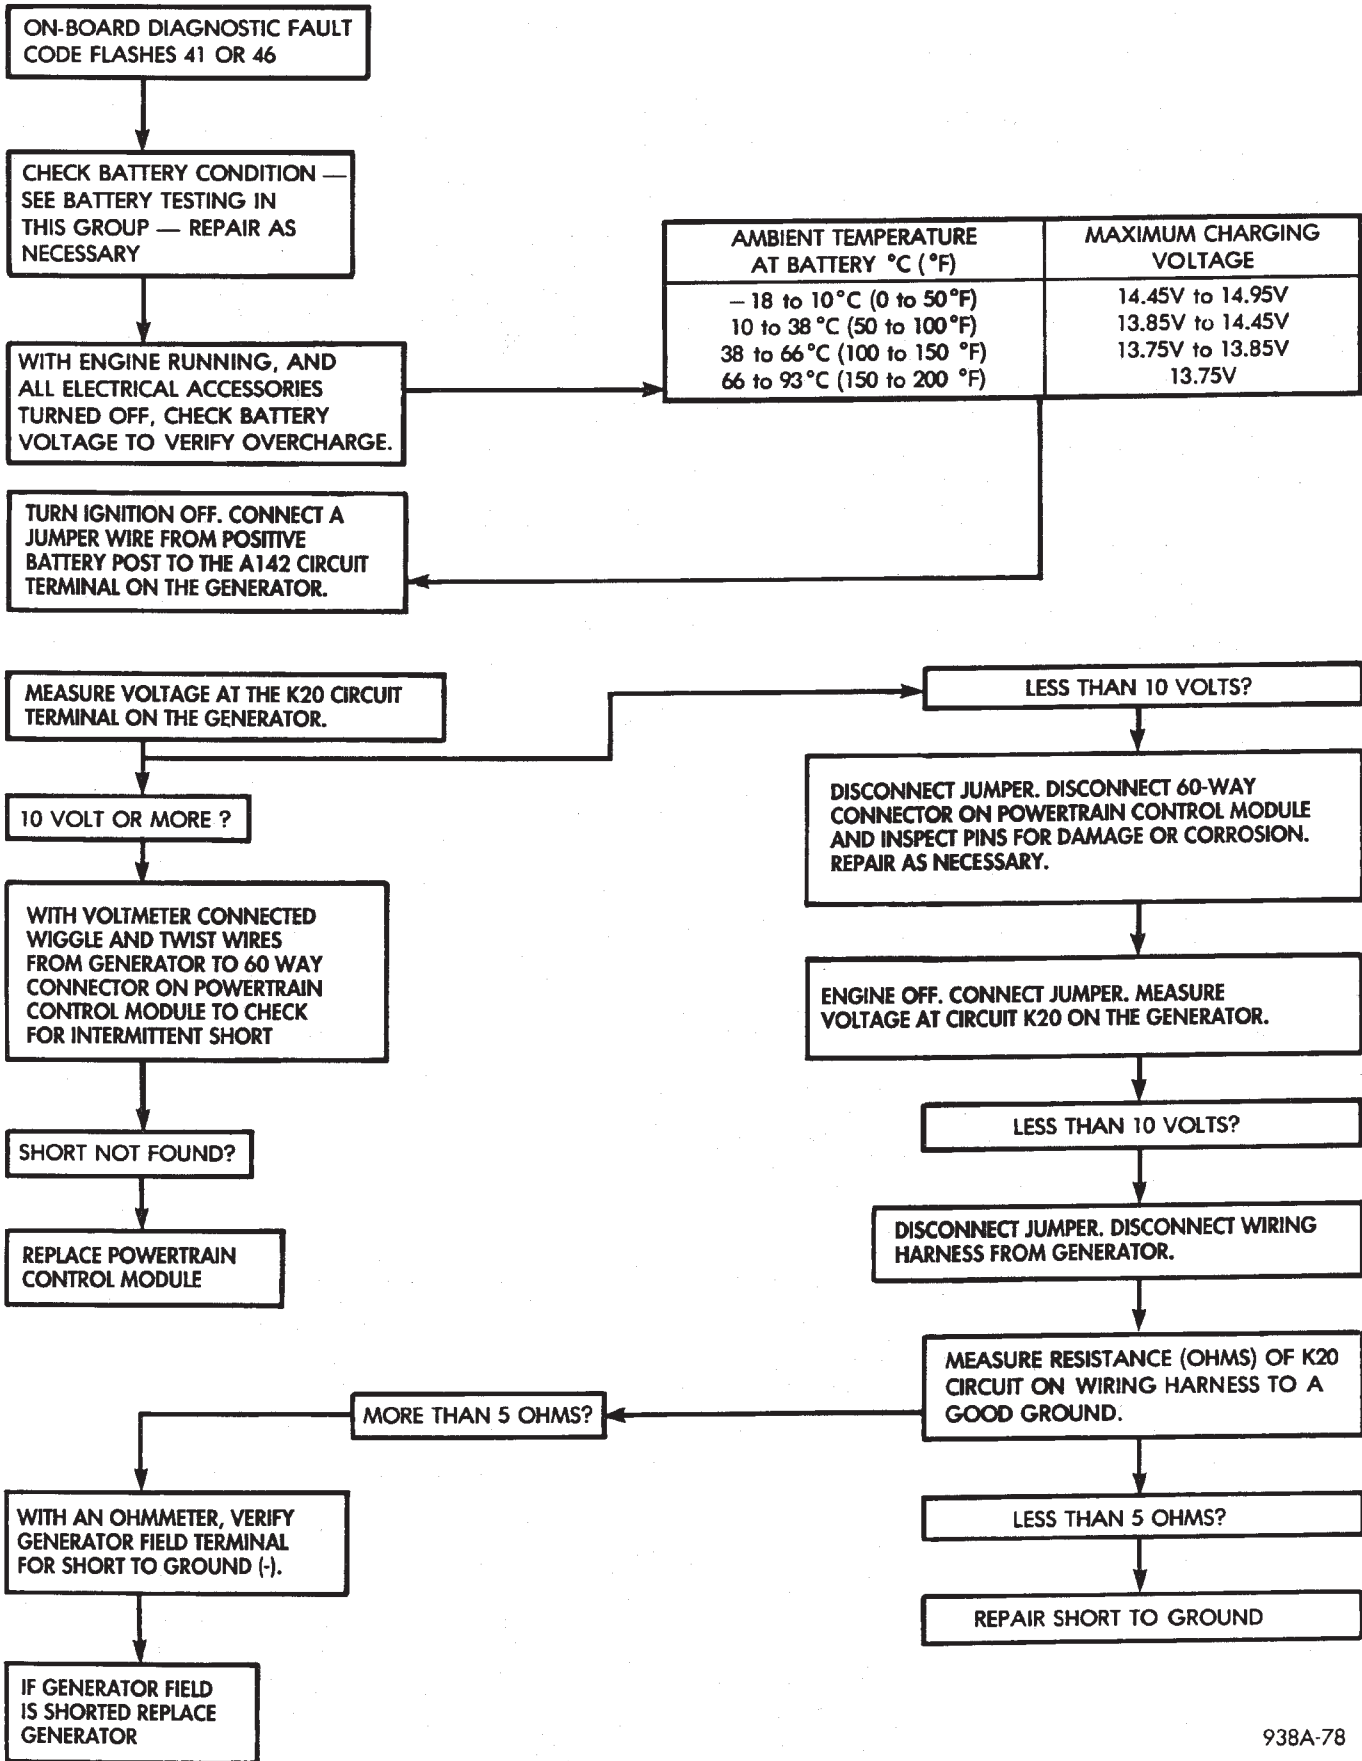 ON-BOARD DIAGNOSTIC FAULT
CODE FLASHES 41 OR 46
CHECK BATTERY CONDITION —
SEE BATTERY TESTING IN
THIS GROUP — REPAIR AS
NECESSARY
WITH ENGINE RUNNING, AND
ALL ELECTRICAL ACCESSORIES
TURNED OFF, CHECK BATTERY
VOLTAGE TO VERIFY OVERCHARGE.
AMBIENT TEMPERATURE
AT BATTERY °C (°F)
MAXIMUM CHARGING
VOLTAGE
– 18 to 10°C (0 to 50°F) 14.45V to 14.95V
10 to 38°C (50 to 100°F) 13.85V to 14.45V
38 to 66°C (100 to 150 °F) 13.75V to 13.85V
66 to 93°C (150 to 200 °F) 13.75V
TURN IGNITION OFF. CONNECT A
JUMPER WIRE FROM POSITIVE
BATTERY POST TO THE A142 CIRCUIT
TERMINAL ON THE GENERATOR.
MEASURE VOLTAGE AT THE K20 CIRCUIT
TERMINAL ON THE GENERATOR.
10 VOLT OR MORE ?
WITH VOLTMETER CONNECTED
WIGGLE AND TWIST WIRES
FROM GENERATOR TO 60 WAY
CONNECTOR ON POWERTRAIN
CONTROL MODULE TO CHECK
FOR INTERMITTENT SHORT
SHORT NOT FOUND?
REPLACE POWERTRAIN
CONTROL MODULE
LESS THAN 10 VOLTS?
DISCONNECT JUMPER. DISCONNECT 60-WAY
CONNECTOR ON POWERTRAIN CONTROL MODULE
AND INSPECT PINS FOR DAMAGE OR CORROSION.
REPAIR AS NECESSARY.
ENGINE OFF. CONNECT JUMPER. MEASURE
VOLTAGE AT CIRCUIT K20 ON THE GENERATOR.
LESS THAN 10 VOLTS?
DISCONNECT JUMPER. DISCONNECT WIRING
HARNESS FROM GENERATOR.
MEASURE RESISTANCE (OHMS) OF K20
CIRCUIT ON WIRING HARNESS TO A
GOOD GROUND.
MORE THAN 5 OHMS?
WITH AN OHMMETER, VERIFY
GENERATOR FIELD TERMINAL
FOR SHORT TO GROUND (-).
IF GENERATOR FIELD
IS SHORTED REPLACE
GENERATOR
LESS THAN 5 OHMS?
REPAIR SHORT TO GROUND
938A-78